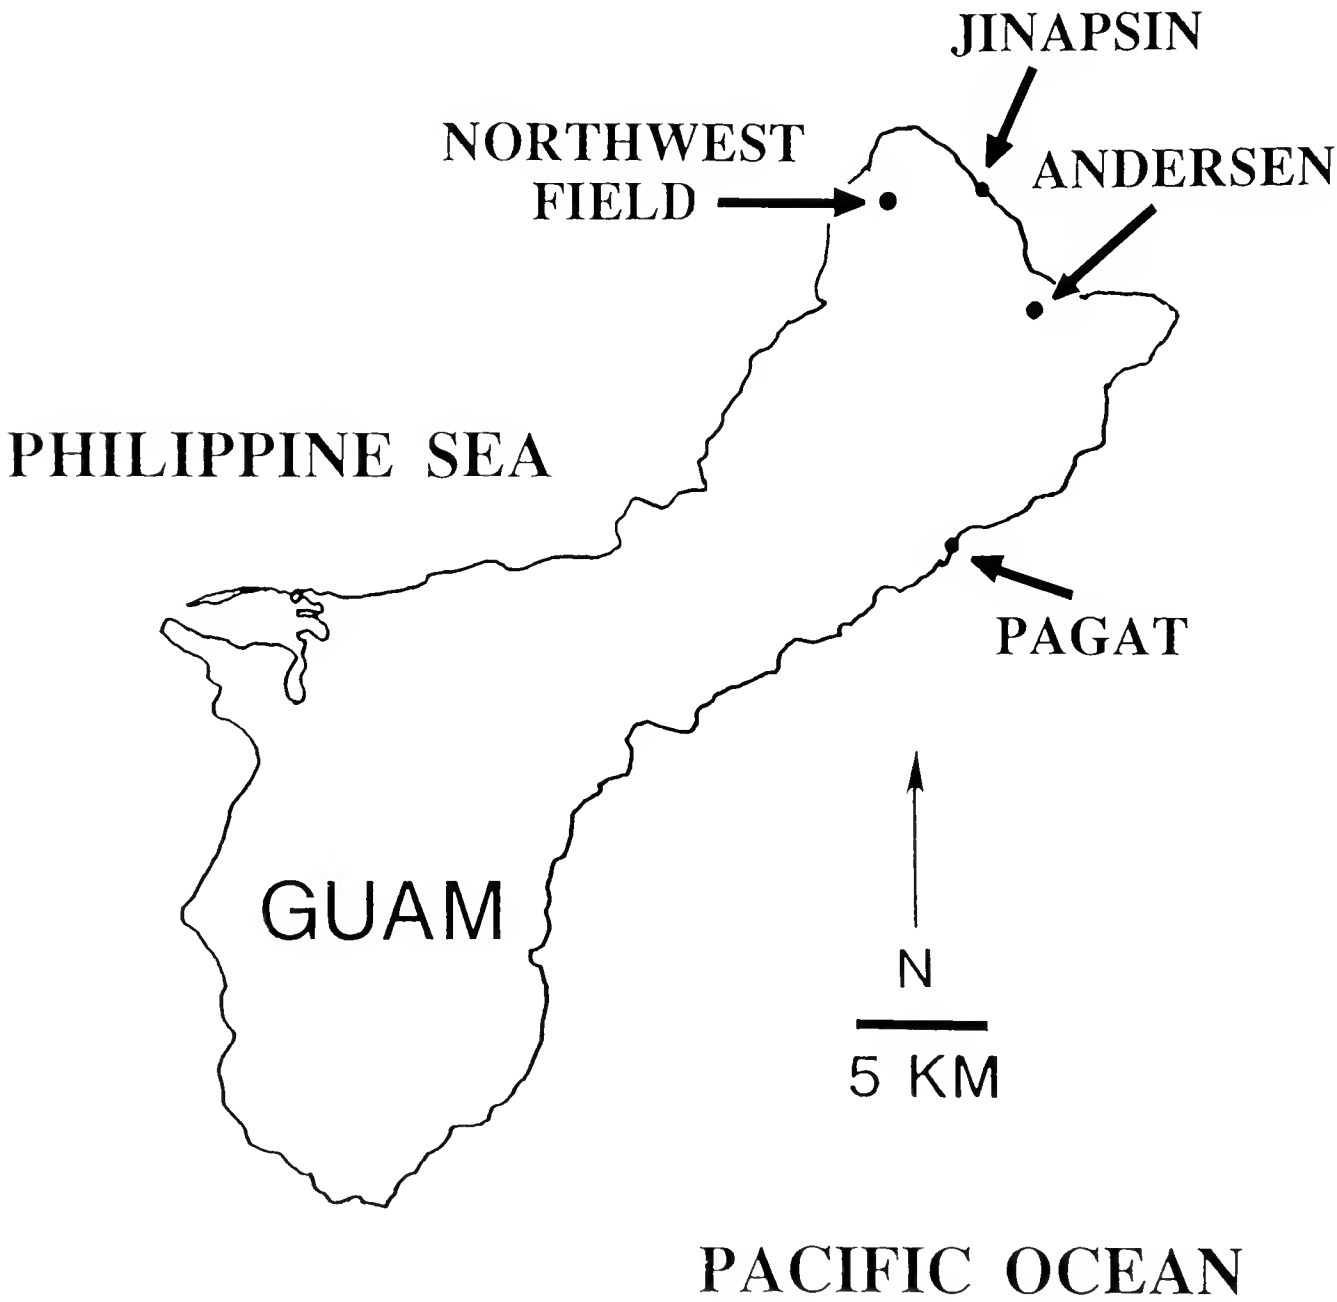 JINAPSIN
NORTHWEST
FIELD
ANDERSEN
PHILIPPINE SEA
PAGAT
GUAM
N
5 KM
PACIFIC OCEAN